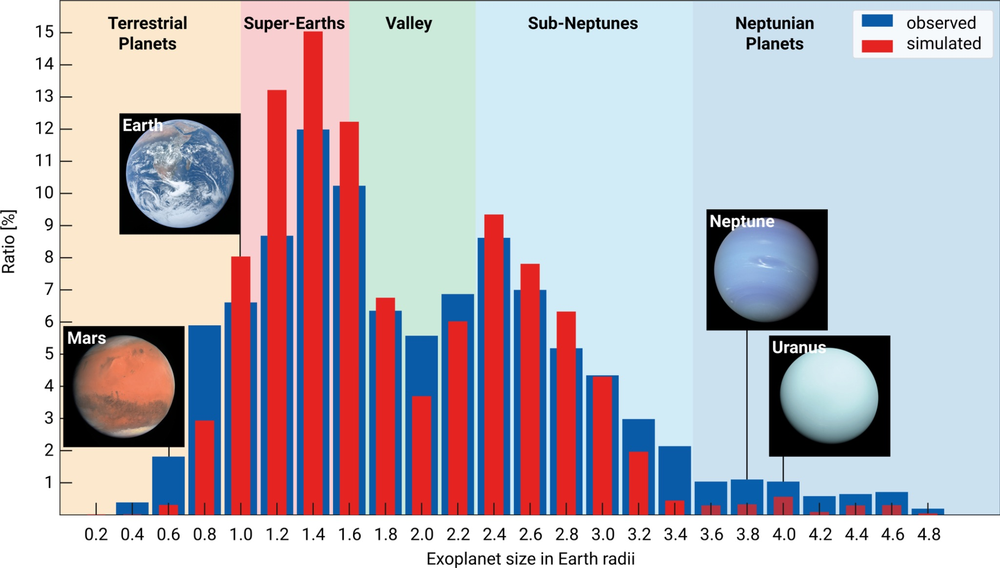 Terrestrial
Planets
Super-Earths
Valley
Sub-Neptunes
Neptunian
Planets
observed
simulated
15
14
13
12
11
10
9
8
7
6
5
4
3
2
1
Ratio [%]
Earth
Mars
Neptune
Uranus
0.2 0.4 0.6 0.8 1.0 1.2 1.4 1.6 1.8 2.0 2.2 2.4 2.6 2.8 3.0 3.2 3.4 3.6 3.8 4.0 4.2 4.4 4.6 4.8
Exoplanet size in Earth radii